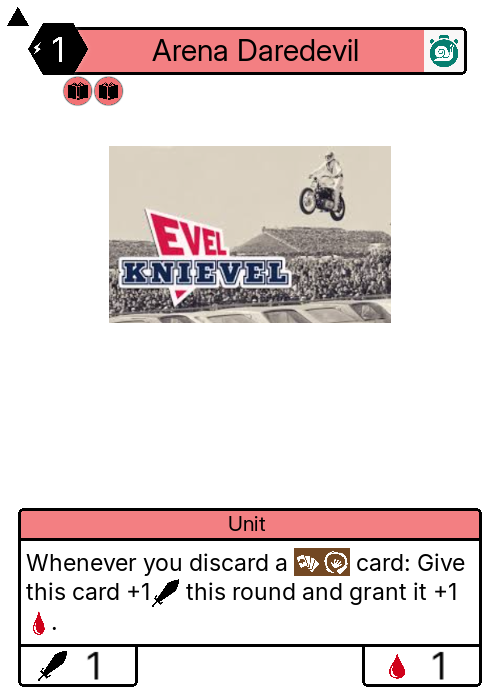 1 Arena Daredevil
EVEL
KNIEVEL
Unit
Whenever you discard a card: Give
this card +1 this round and grant it +1
.
1 1